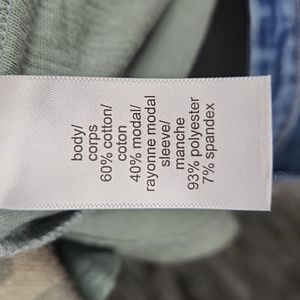 body/
corps
60% cotton/
coton
40% modal/
rayonne modal
sleeve/
manche
93% polyester
7% spandex